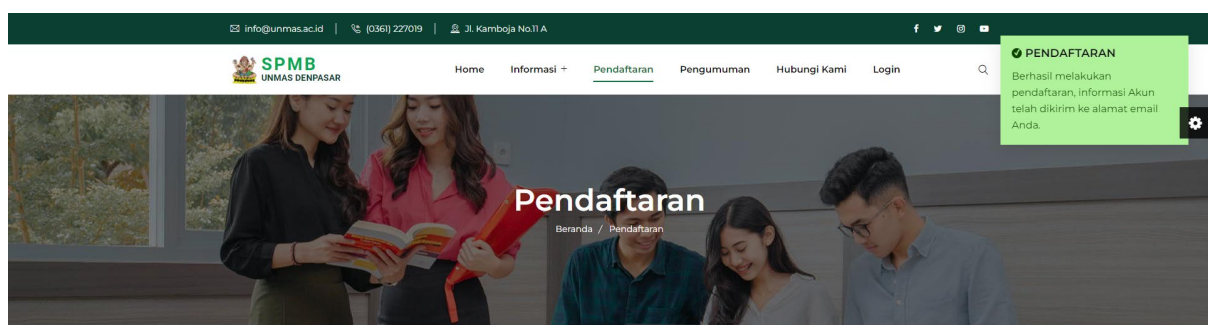 info@unmas.ac.id | (0361) 227019 | Jl. Kamboja No.11 A
SPMB
UNMAS DENPASAR
Home Informasi + Pendaftaran Pengumuman Hubungi Kami Login
PENDAFTARAN
Berhasil melakukan
pendaftaran, informasi Akun
telah dikirim ke alamat email
Anda.
Pendaftaran
Beranda / Pendaftaran